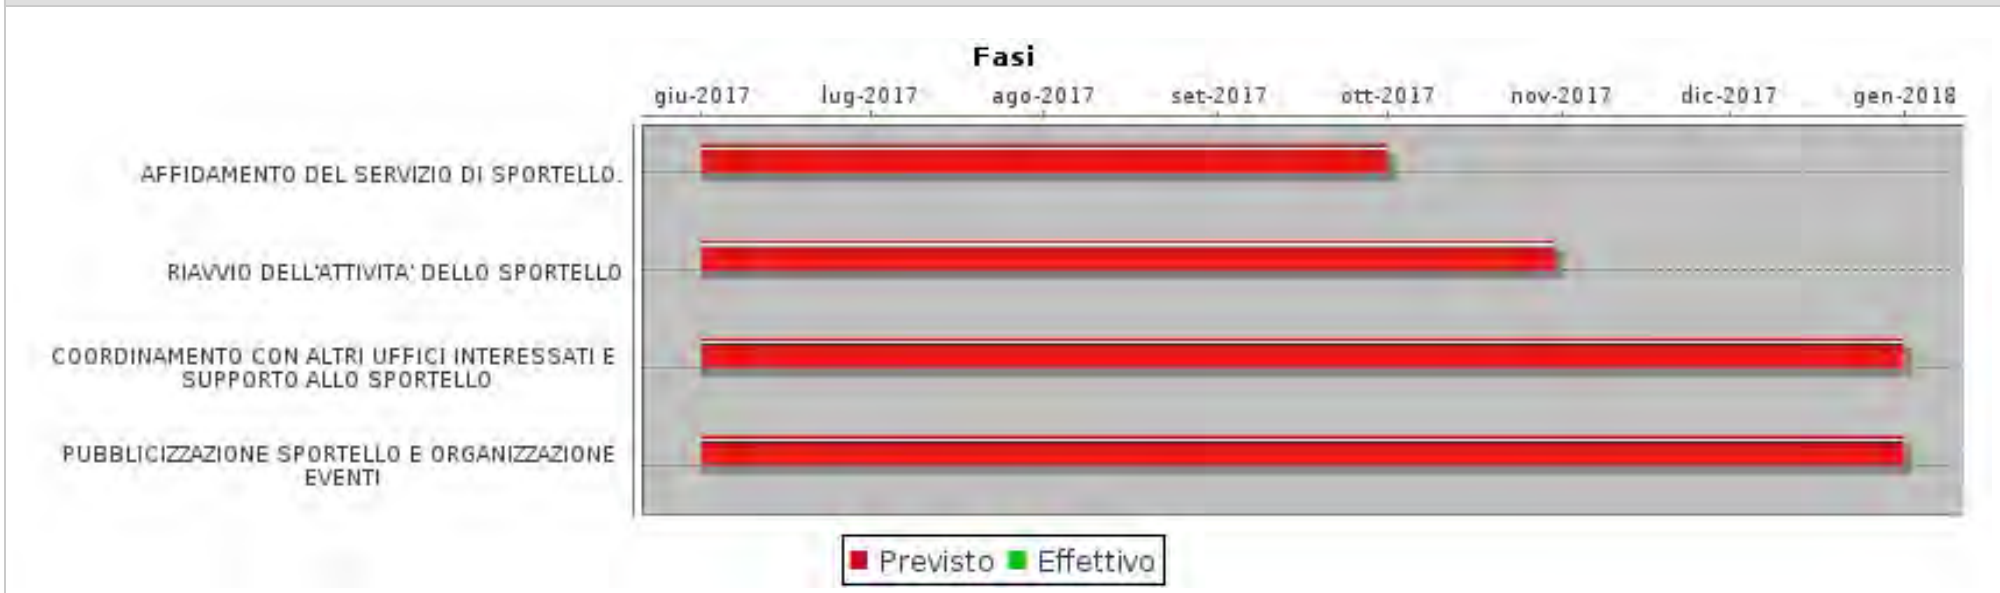 Fasi
giu-2017 lug-2017 ago-2017 set-2017 ott-2017 nov-2017 dic-2017 gen-2018
AFFIDAMENTO DEL SERVIZIO DI SPORTELLO.
RIAVVIO DELL'ATTIVITA' DELLO SPORTELLO
COORDINAMENTO CON ALTRI UFFICI INTERESSATI E
SUPPORTO ALLO SPORTELLO
PUBBLICIZZAZIONE SPORTELLO E ORGANIZZAZIONE
EVENTI
Previsto Effettivo